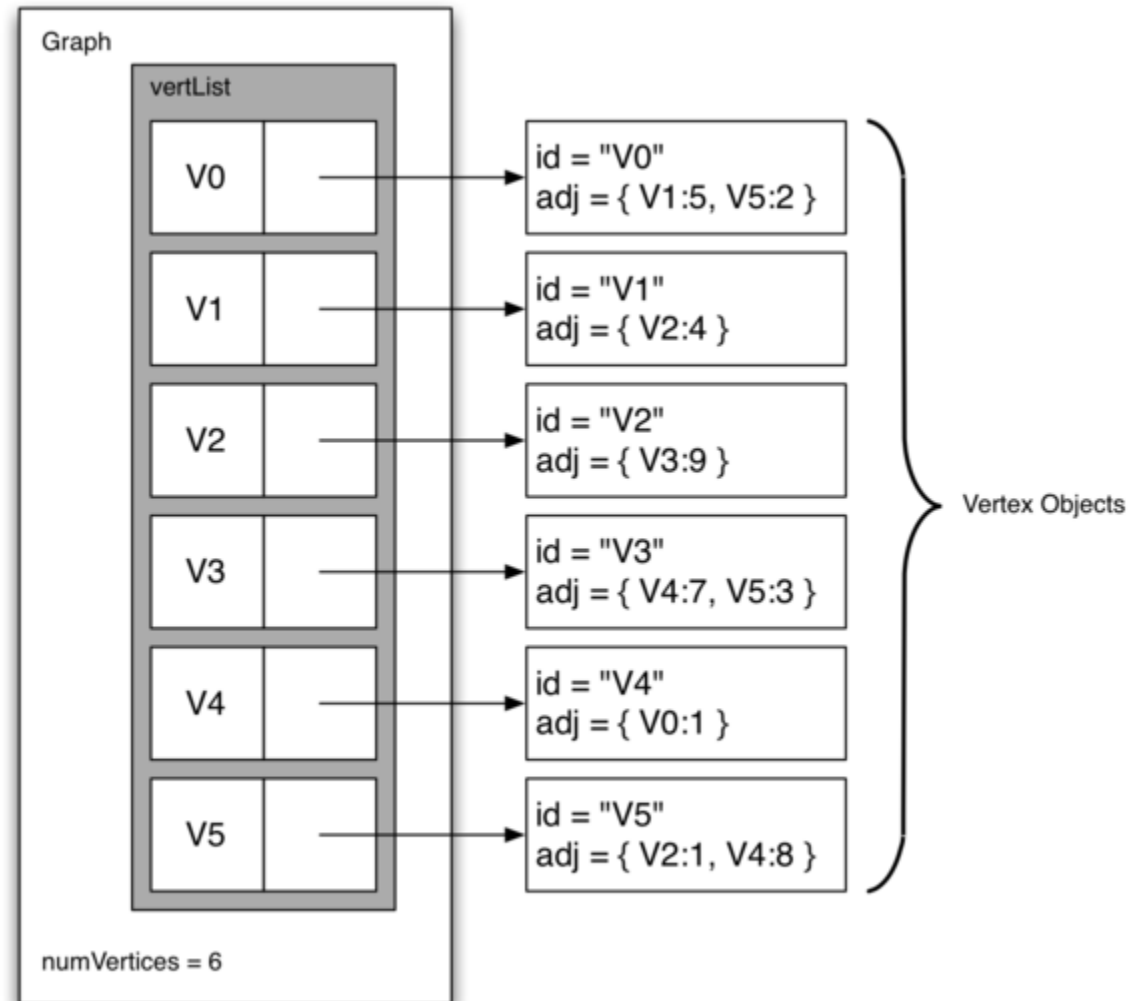 Graph
vertList
V0
id = "V0"
adj = { V1:5, V5:2 }
V1
id = "V1"
adj = { V2:4 }
V2
id = "V2"
adj = { V3:9 }
V3
id = "V3"
adj = { V4:7, V5:3 }
V4
id = "V4"
adj = { V0:1 }
V5
id = "V5"
adj = { V2:1, V4:8 }
Vertex Objects
numVertices = 6